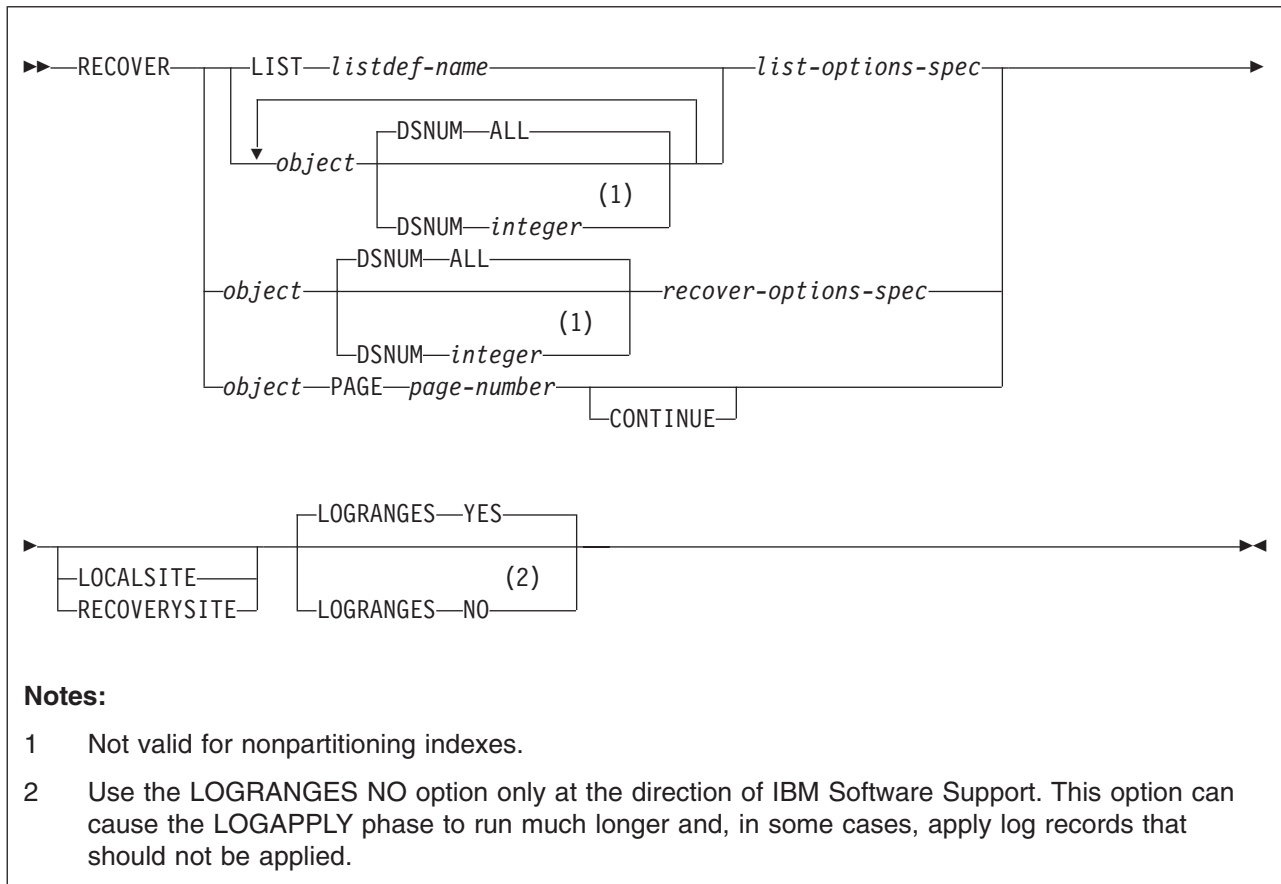 RECOVER LIST listdef-name list-options-spec
DSNUM ALL
object
(1)
DSNUM integer
DSNUM ALL
object recover-options-spec
(1)
DSNUM integer
object PAGE page-number
CONTINUE
LOGRANGES YES
LOCALSITE (2)
RECOVERYSITE LOGRANGES NO
Notes:
1 Not valid for nonpartitioning indexes.
2 Use the LOGRANGES NO option only at the direction of IBM Software Support. This option can
cause the LOGAPPLY phase to run much longer and, in some cases, apply log records that
should not be applied.